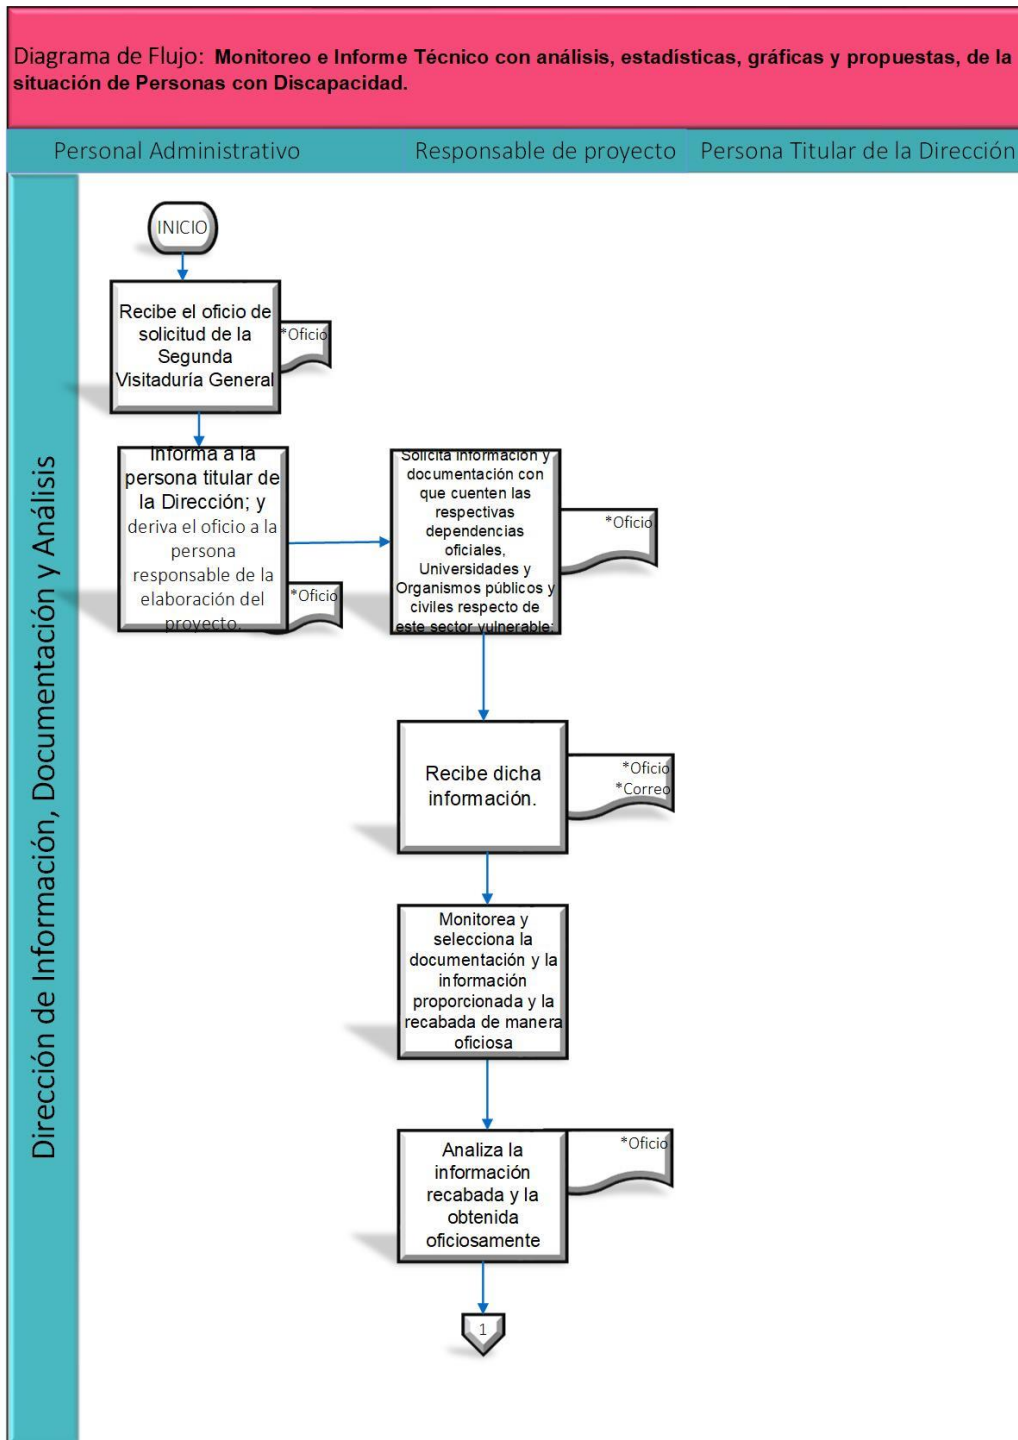 Diagrama de Flujo: Monitoreo e Informe Técnico con análisis, estadísticas, gráficas y propuestas, de la
situación de Personas con Discapacidad.
Personal Administrativo
Responsable de proyecto
Persona Titular de la Dirección
Dirección de Información, Documentación y Análisis
INICIO
Recibe el oficio de
solicitud de la
Segunda
Visitaduría General
*Oficio
Informa a la
persona titular de
la Dirección; y
deriva el oficio a la
persona
responsable de la
elaboración del
proyecto.
*Oficio
Solicita información y
documentación con
que cuenten las
respectivas
dependencias
oficiales,
Universidades y
Organismos públicos y
civiles respecto de
este sector vulnerable;
*Oficio
Recibe dicha
información.
*Oficio
*Correo
Monitorea y
selecciona la
documentación y la
información
proporcionada y la
recabada de manera
oficiosa
Analiza la
información
recabada y la
obtenida
oficiosamente
*Oficio
1